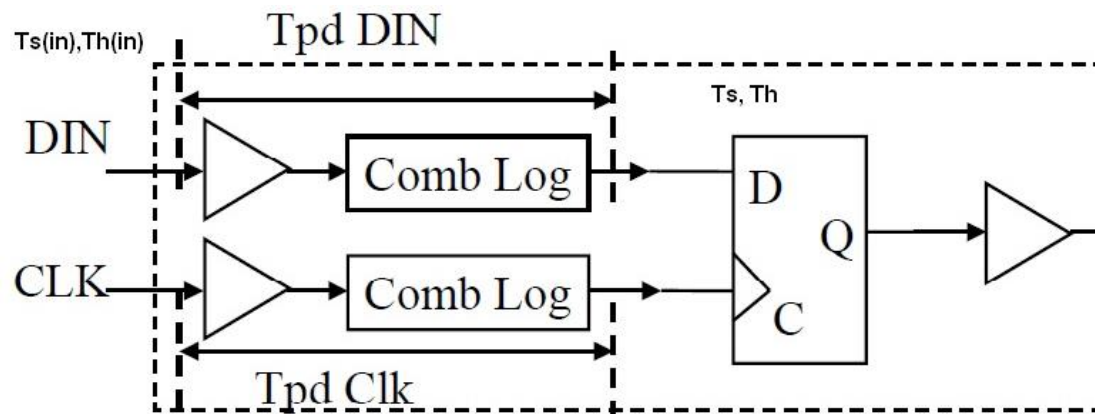 Ts(in),Th(in)
Tpd DIN
Ts, Th
DIN
Comb Log
D
Q
CLK
Comb Log
C
Tpd Clk